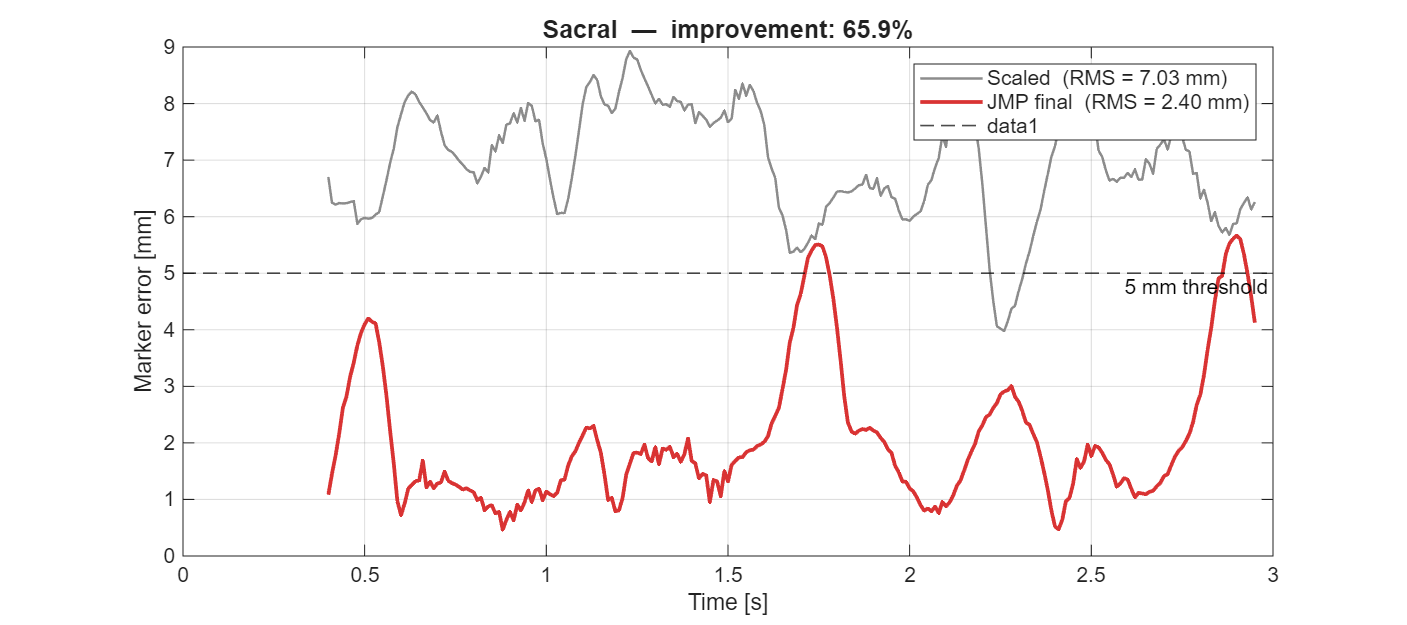 Sacral — improvement: 65.9%
9
8
7
6
5
4
3
2
1
0
Marker error [mm]
Scaled (RMS = 7.03 mm)
JMP final (RMS = 2.40 mm)
data1
5 mm threshold
0 0.5 1 1.5 2 2.5 3
Time [s]